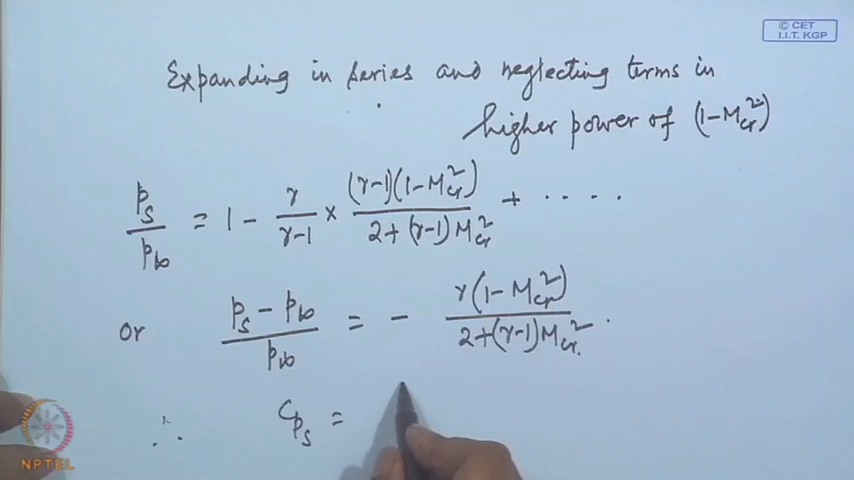 © CET
I.I.T. KGP
Expanding in series and neglecting terms in
higher power of (1-M_cr^2)
p_s/p_∞ = 1 - γ/(γ-1) × (γ-1)(1-M_cr^2)/(2+(γ-1)M_cr^2) + .....
or (p_s - p_∞)/p_∞ = - γ(1-M_cr^2)/(2+(γ-1)M_cr^2) .
∴ C_p_s =
NPTEL